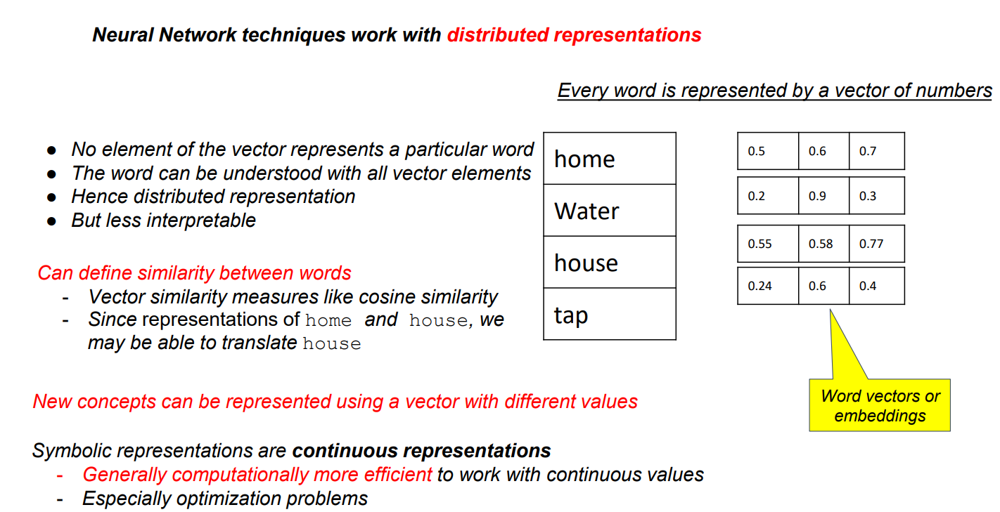 Neural Network techniques work with distributed representations
Every word is represented by a vector of numbers
● No element of the vector represents a particular word
● The word can be understood with all vector elements
● Hence distributed representation
● But less interpretable
Can define similarity between words
- Vector similarity measures like cosine similarity
- Since representations of home and house, we
may be able to translate house
home
Water
house
tap
0.5 0.6 0.7
0.2 0.9 0.3
0.55 0.58 0.77
0.24 0.6 0.4
Word vectors or
embeddings
New concepts can be represented using a vector with different values
Symbolic representations are continuous representations
- Generally computationally more efficient to work with continuous values
- Especially optimization problems